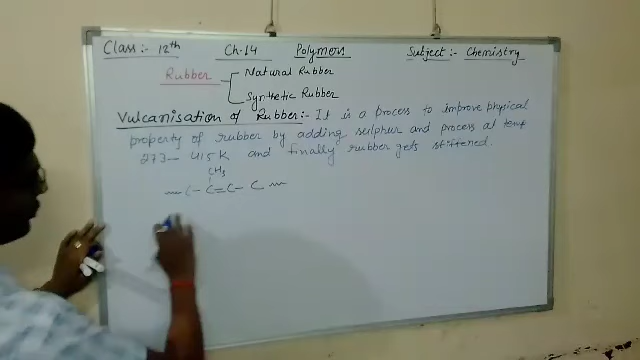 Class:- 12th Ch-14 Polymers Subject:- Chemistry
Rubber
Natural Rubber
Synthetic Rubber
Vulcanisation of Rubber:- It is a process to improve physical
property of rubber by adding sulphur and process at temp
273- 415 K and finally rubber gets stiffened.
CH3
C - C = C - C